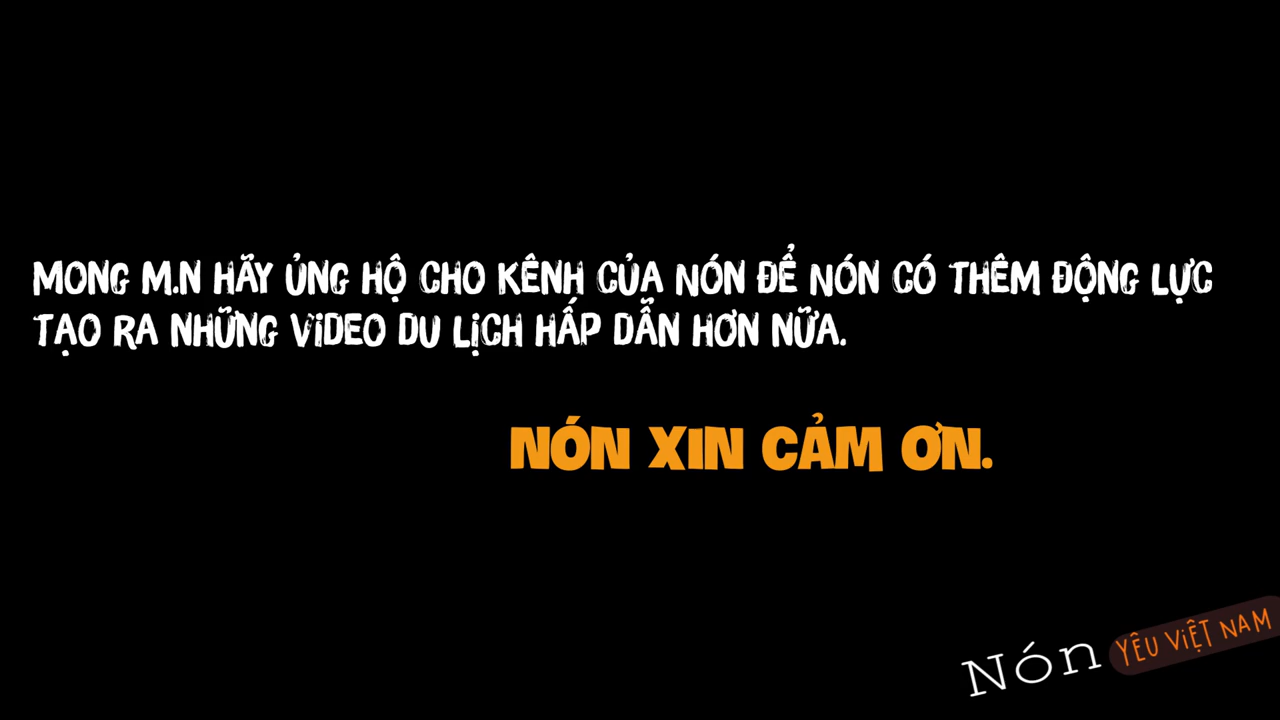 MONG M.N HÃY ỦNG HỘ CHO KÊNH CỦA NÓN ĐỂ NÓN CÓ THÊM ĐỘNG LỰC
TẠO RA NHỮNG ViDEO DU LỊCH HẤP DẪN HƠN NỮA.
NÓN XIN CẢM ƠN.
Nón YÊU ViỆT NAM